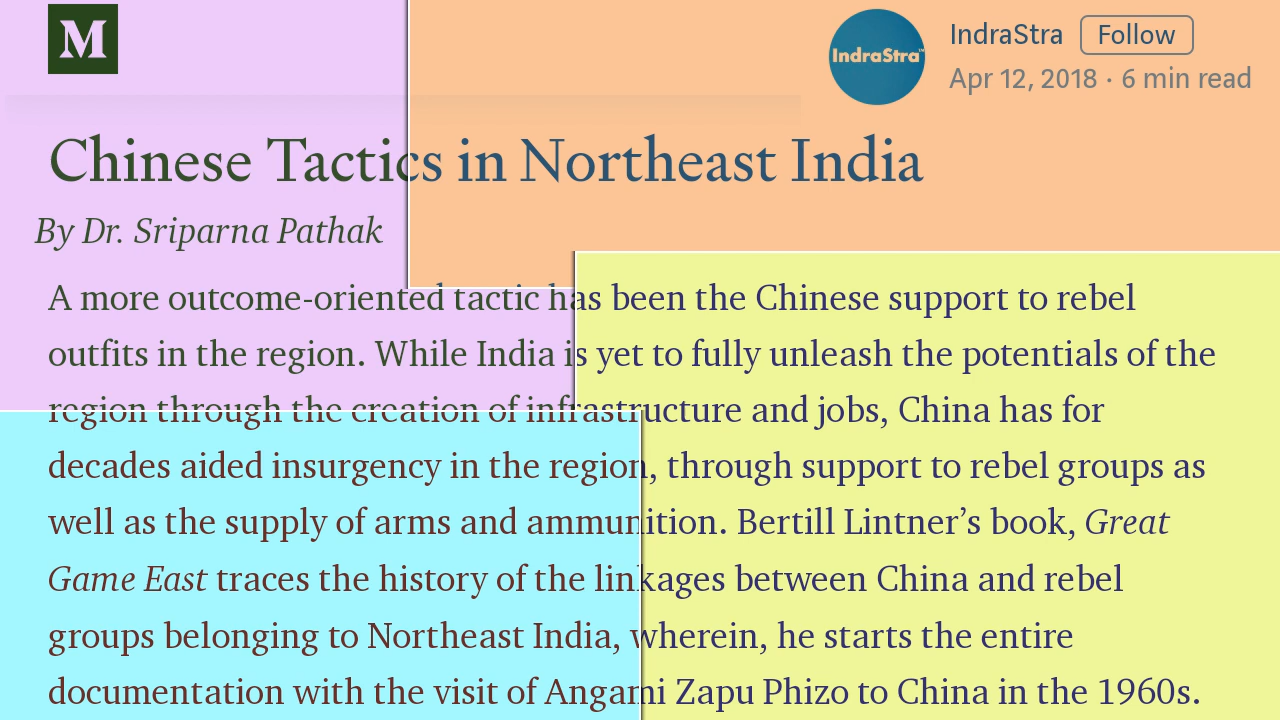 M
IndraStra
IndraStra™
Follow
Apr 12, 2018 · 6 min read
Chinese Tactics in Northeast India
By Dr. Sriparna Pathak
A more outcome-oriented tactic has been the Chinese support to rebel
outfits in the region. While India is yet to fully unleash the potentials of the
region through the creation of infrastructure and jobs, China has for
decades aided insurgency in the region, through support to rebel groups as
well as the supply of arms and ammunition. Bertill Lintner’s book, Great
Game East traces the history of the linkages between China and rebel
groups belonging to Northeast India, wherein, he starts the entire
documentation with the visit of Angami Zapu Phizo to China in the 1960s.